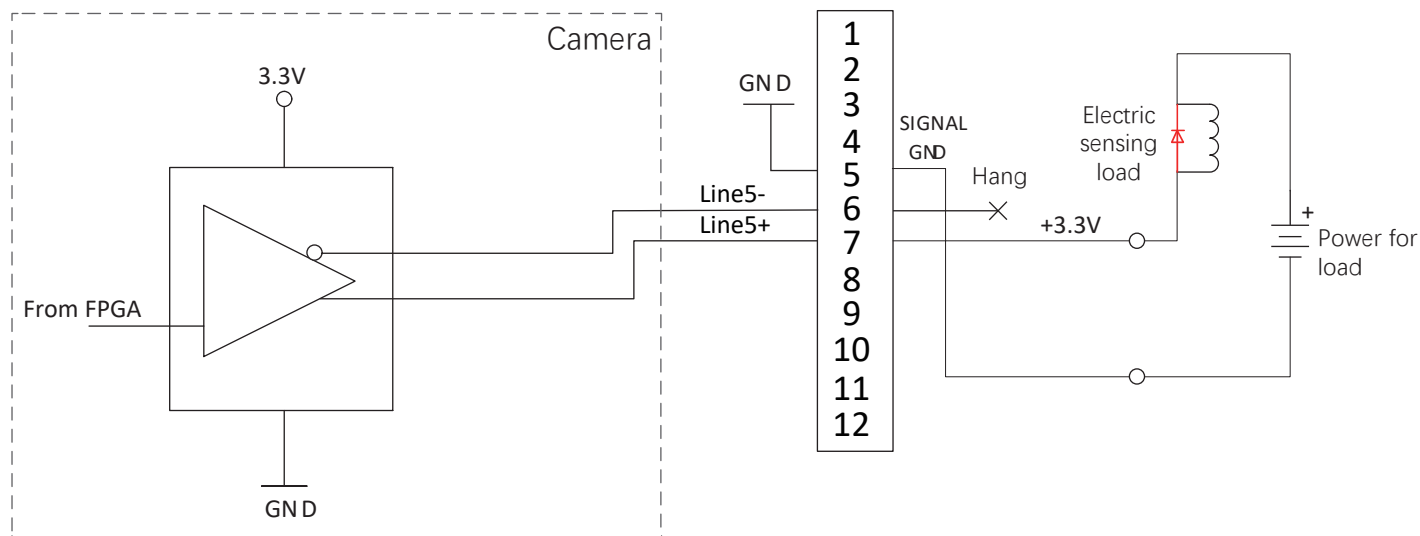 Camera
3.3V
From FPGA
GND
Line5-
Line5+
GND
1
2
3
4
5
6
7
8
9
10
11
12
SIGNAL
GND
Hang
+3.3V
Electric
sensing
load
+
Power for
load